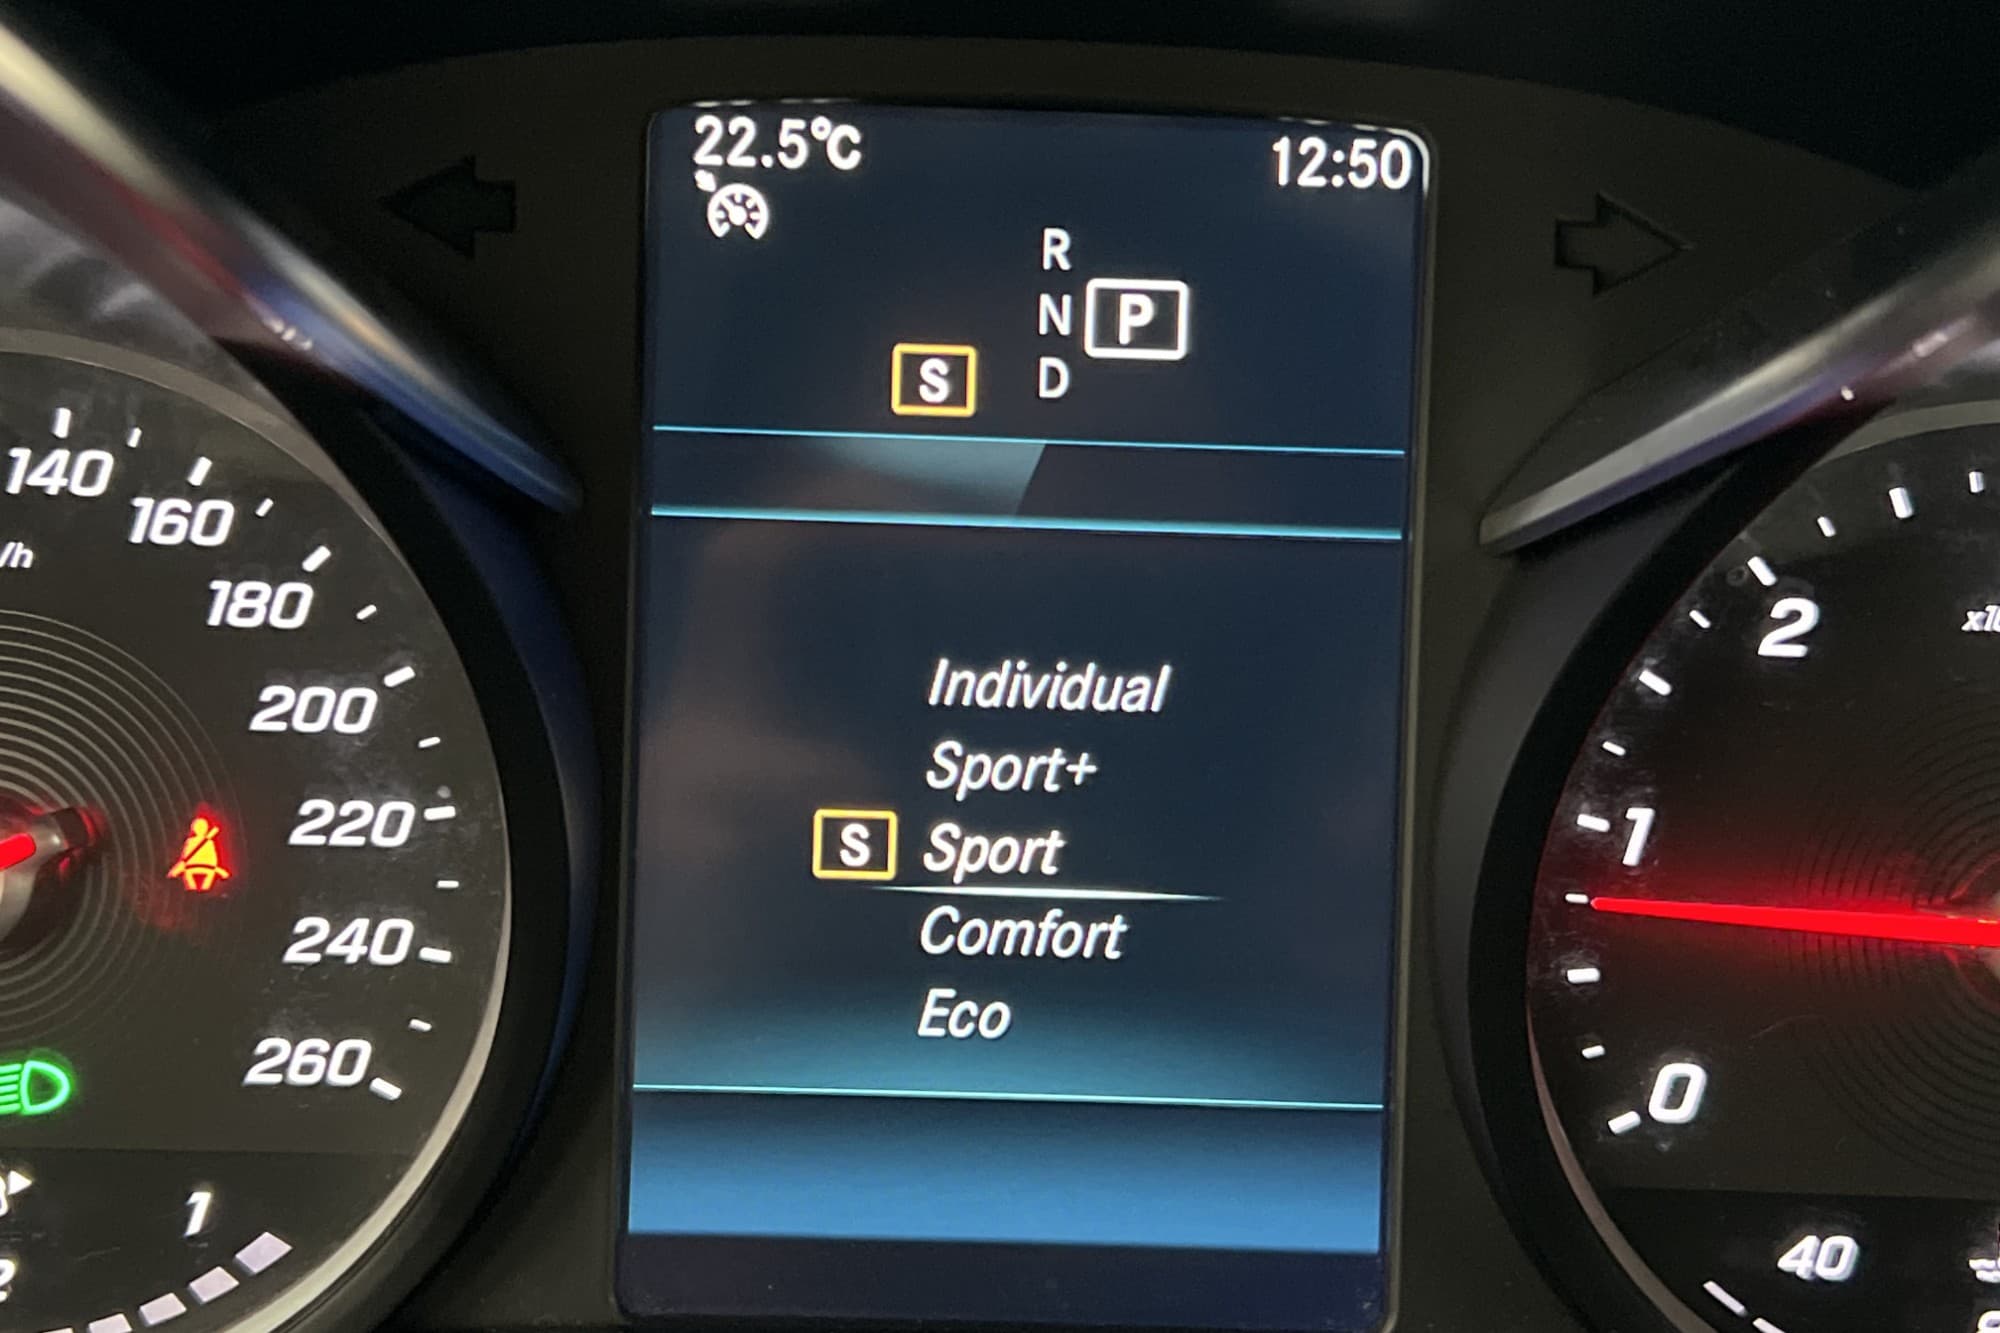 22.5°C
12:50
R
N
P
S
D
Individual
Sport+
S Sport
Comfort
Eco
140
160
/h
180
200
220
240
260
1
2
1
0
40